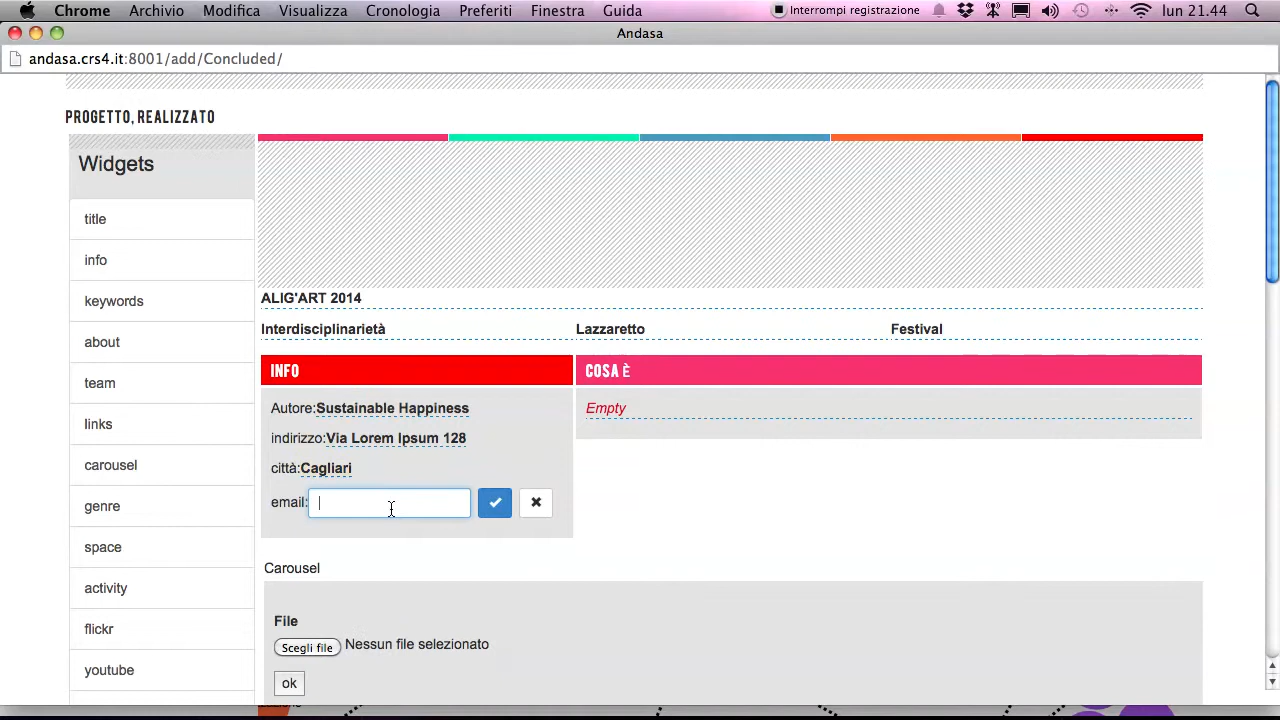 Chrome Archivio Modifica Visualizza Cronologia Preferiti Finestra Guida Interrompi registrazione lun 21.44
Andasa
andasa.crs4.it:8001/add/Concluded/
PROGETTO, REALIZZATO
Widgets
title
info
keywords
about
team
links
carousel
genre
space
activity
flickr
youtube
ALIG'ART 2014
Interdisciplinarietà Lazzaretto Festival
INFO
Autore:Sustainable Happiness
indirizzo:Via Lorem Ipsum 128
città:Cagliari
email:
COSA È
Empty
Carousel
File
Scegli file Nessun file selezionato
ok